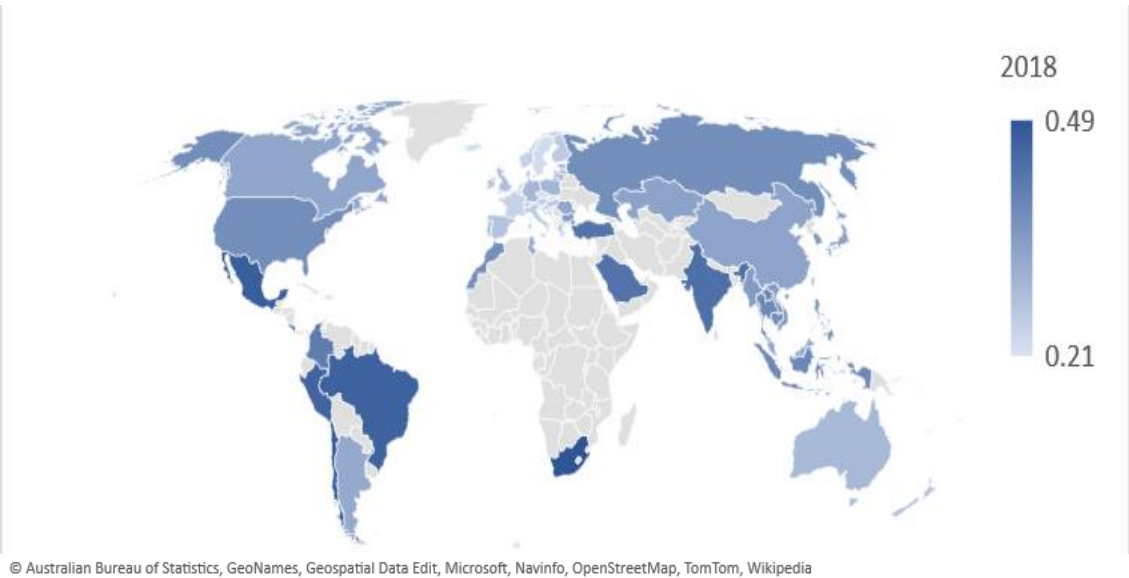 2018
0.49
0.21
© Australian Bureau of Statistics, GeoNames, Geospatial Data Edit, Microsoft, Navinfo, OpenStreetMap, TomTom, Wikipedia